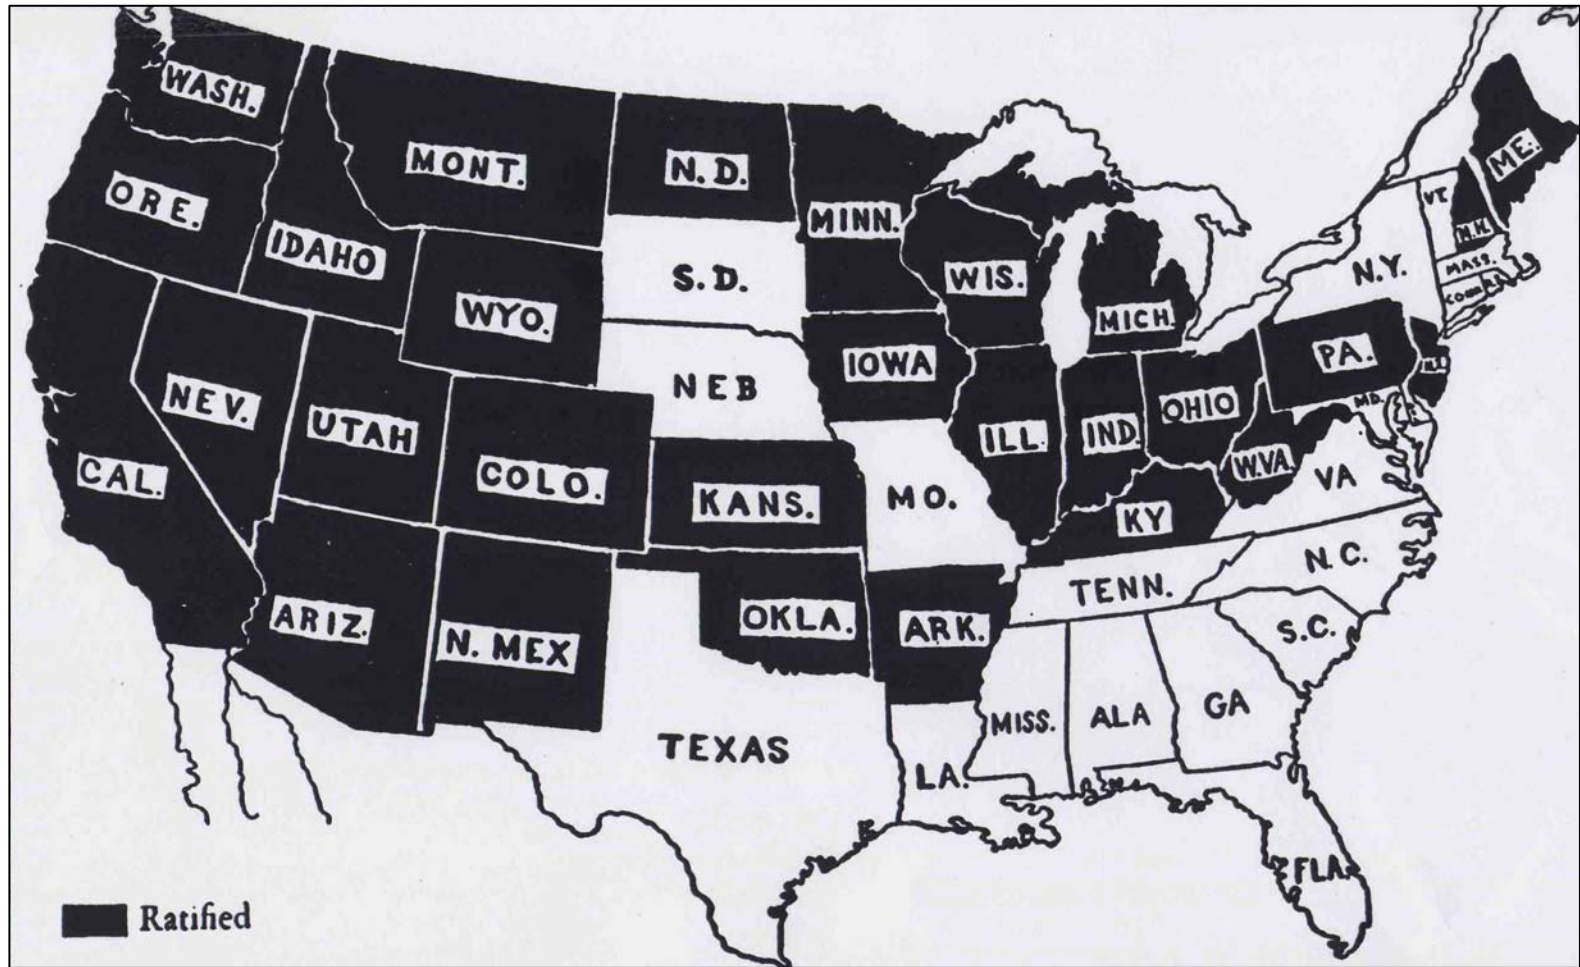 WASH.
MONT.
N.D.
ME.
ORE.
MINN.
VT.
N.H.
IDAHO
S.D.
WIS.
N.Y.
MASS.
CONN
WYO.
MICH.
IOWA
PA.
NEV.
UTAH
NEB
ILL.
IND.
OHIO
MD.
CAL.
COLO.
KANS.
MO.
KY
W.VA.
VA
N.C.
ARIZ.
N. MEX
OKLA.
ARK.
TENN.
S.C.
TEXAS
LA.
MISS.
ALA
GA
FLA.
Ratified